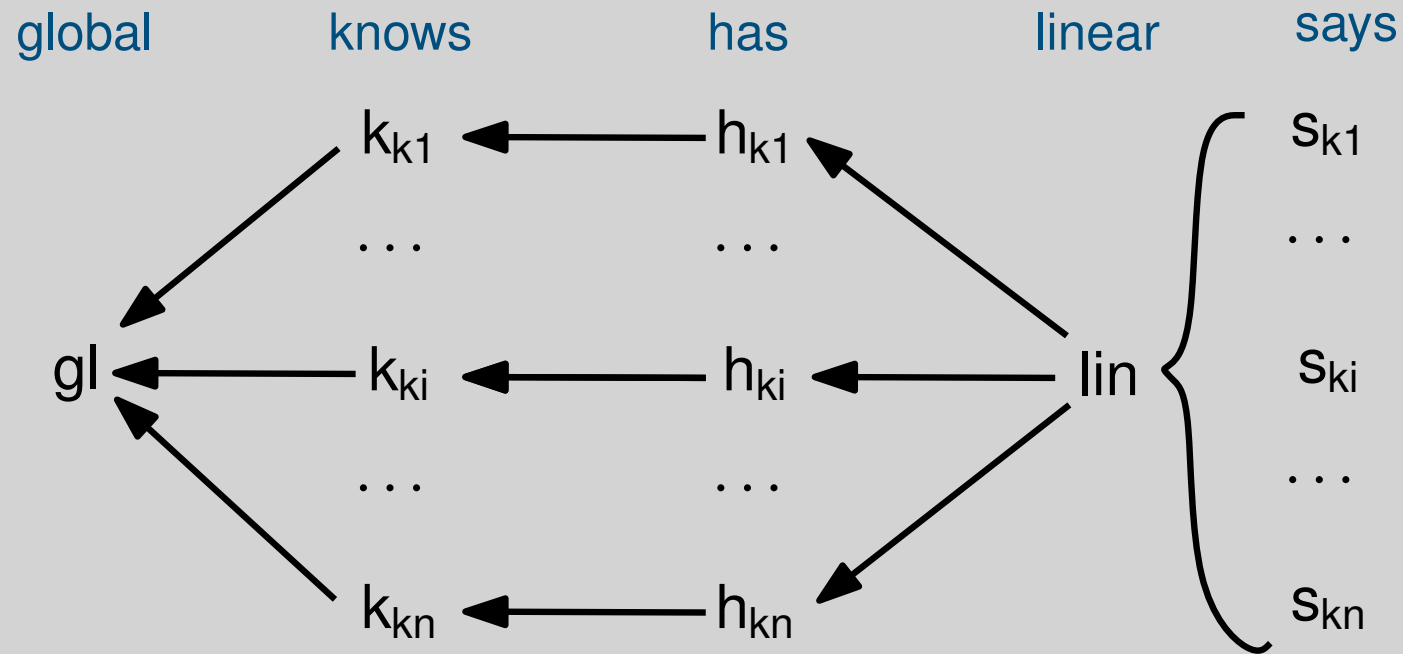 global knows has linear says
k_k1 h_k1 s_k1
... ... ...
gl k_ki h_ki lin s_ki
... ... ...
k_kn h_kn s_kn